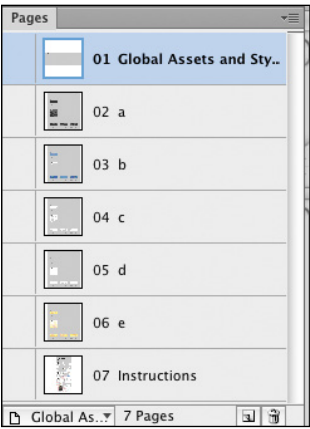 Pages
01 Global Assets and Sty..
02 a
03 b
04 c
05 d
06 e
07 Instructions
Global As.. 7 Pages